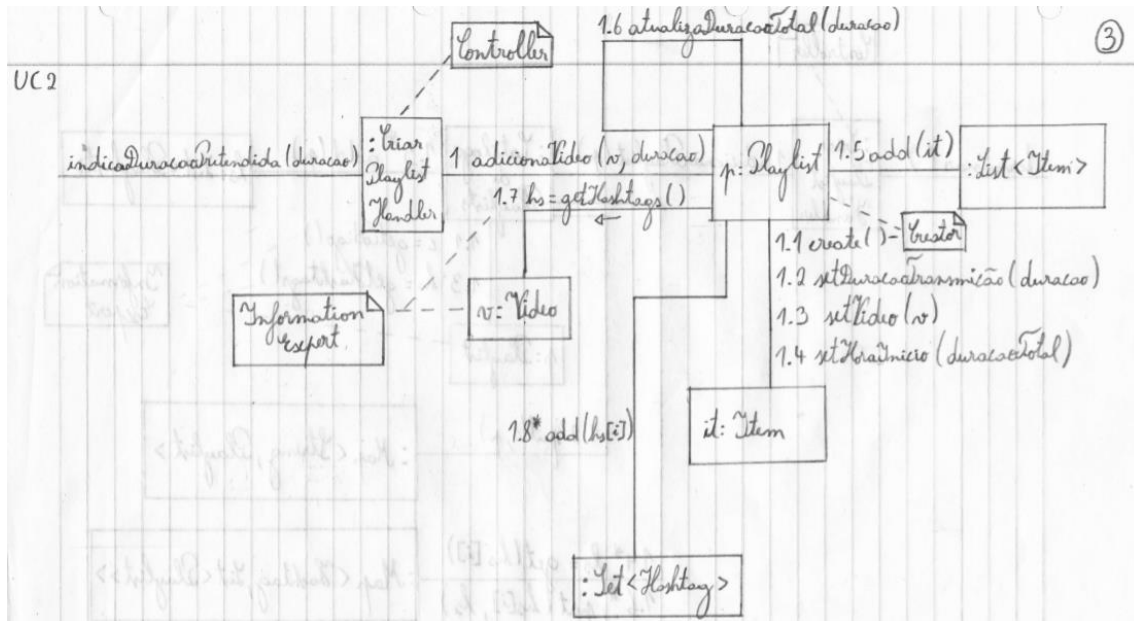 1.6 atualizaDuracaoTotal (duracao)
3
Controller
UC2
indicaDuracaoPretendida (duracao)
: Criar
Playlist
Handler
1 adicionaVideo (v, duracao)
1.7 hs = getHashtags ( )
p: Playlist
1.5 add (it)
: List <Item>
1.1 create ( )
Creator
1.2 setDuracaoTransmição (duracao)
1.3 setVideo (v)
1.4 setHoraInicio (duracaoTotal)
Information
Expert.
v: Video
1.8* add (hs[i])
it: Item
: Set <Hashtag>